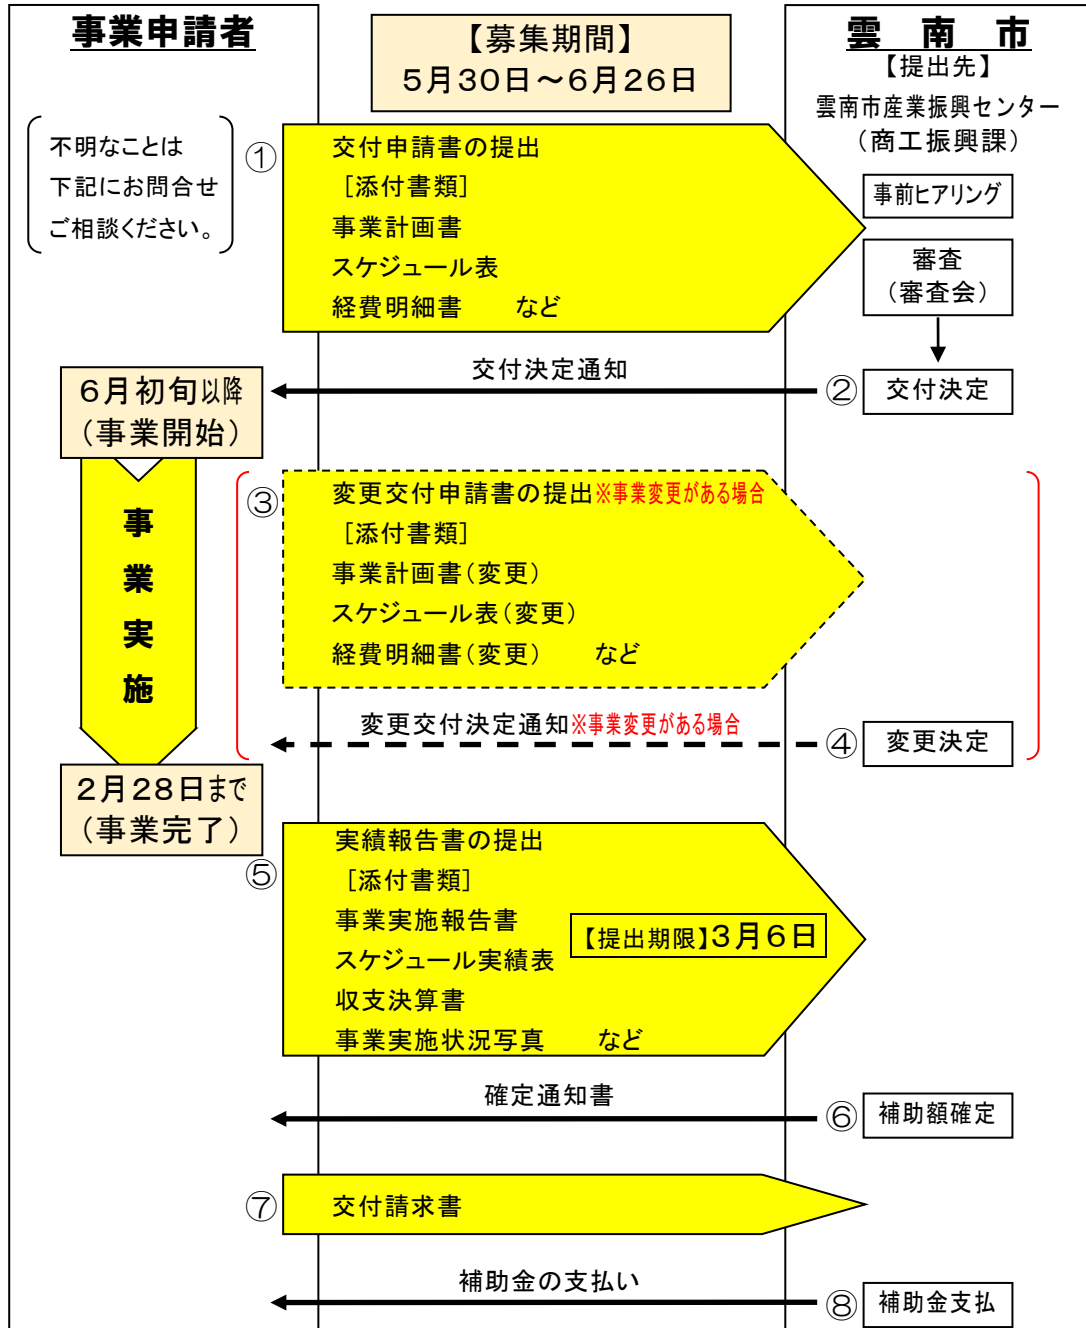 事業申請者
【募集期間】
５月３０日～６月２６日
雲　南　市
【提出先】
雲南市産業振興センター
（商工振興課）
不明なことは
下記にお問合せ
ご相談ください。
①
交付申請書の提出
［添付書類］
事業計画書
スケジュール表
経費明細書　　など
事前ヒアリング
審査
（審査会）
交付決定通知
②
交付決定
６月初旬以降
（事業開始）
事業実施
③
変更交付申請書の提出※事業変更がある場合
［添付書類］
事業計画書（変更）
スケジュール表（変更）
経費明細書（変更）　　など
変更交付決定通知※事業変更がある場合
④
変更決定
２月２８日まで
（事業完了）
⑤
実績報告書の提出
［添付書類］
事業実施報告書
【提出期限】３月６日
スケジュール実績表
収支決算書
事業実施状況写真　　など
確定通知書
⑥
補助額確定
⑦
交付請求書
補助金の支払い
⑧
補助金支払